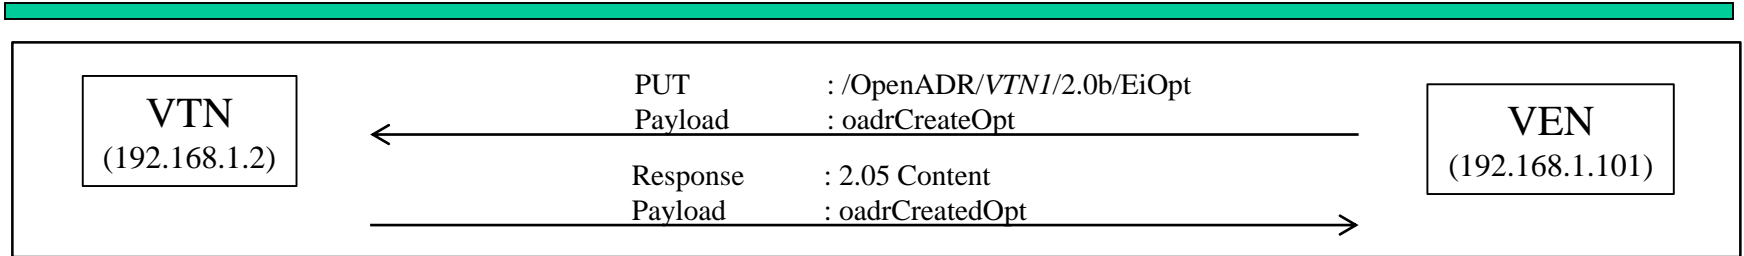 VTN
(192.168.1.2)
PUT : /OpenADR/VTN1/2.0b/EiOpt
Payload : oadrCreateOpt
Response : 2.05 Content
Payload : oadrCreatedOpt
VEN
(192.168.1.101)